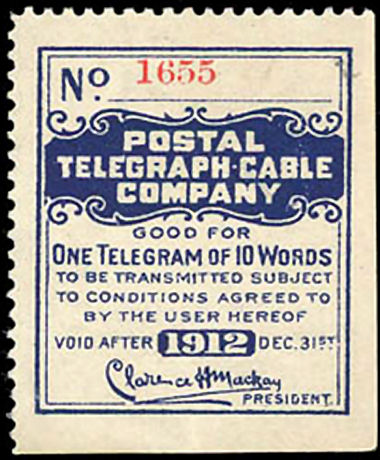 Nº 1655
POSTAL
TELEGRAPH-CABLE
COMPANY
GOOD FOR
ONE TELEGRAM OF 10 WORDS
TO BE TRANSMITTED SUBJECT
TO CONDITIONS AGREED TO
BY THE USER HEREOF
VOID AFTER 1912 DEC. 31ST
Clarence H Mackay
PRESIDENT.